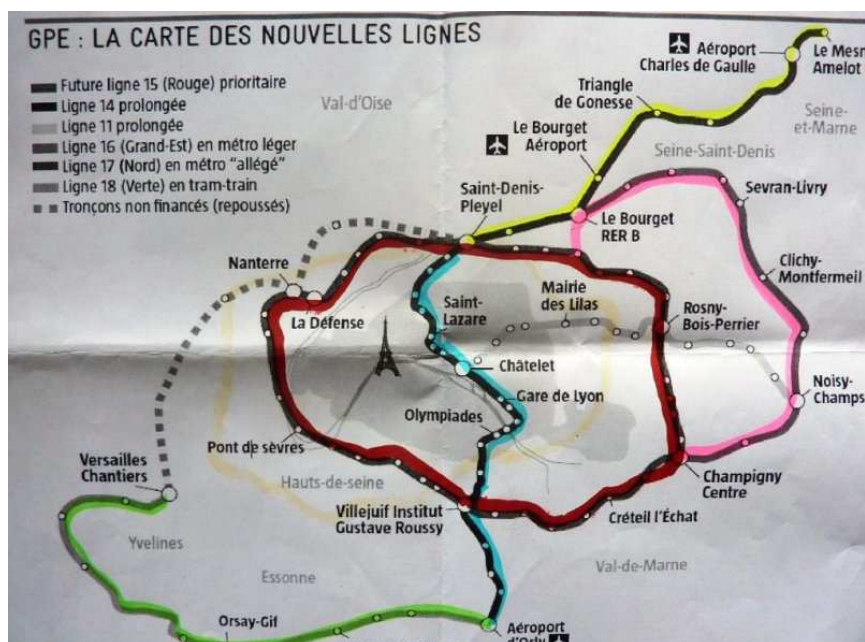 GPE : LA CARTE DES NOUVELLES LIGNES
Future ligne 15 (Rouge) prioritaire
Ligne 14 prolongée
Ligne 11 prolongée
Ligne 16 (Grand-Est) en métro léger
Ligne 17 (Nord) en métro "allégé"
Ligne 18 (Verte) en tram-train
Tronçons non financés (repoussés)
Val-d'Oise
Aéroport
Charles de Gaulle
Le Mesn
Amelot
Triangle
de Gonesse
Seine-
et-Marne
Le Bourget
Aéroport
Seine-Saint-Denis
Saint-Denis-
Pleyel
Le Bourget
RER B
Sevran-Livry
Nanterre
La Défense
Mairie
des Lilas
Clichy-
Montfermeil
Saint-
Lazare
Rosny-
Bois-Perrier
Châtelet
Gare de Lyon
Noisy-
Champs
Olympiades
Pont de sèvres
Versailles
Chantiers
Hauts-de-seine
Champigny
Centre
Villejuif Institut
Gustave Roussy
Créteil l'Échat
Yvelines
Essonne
Val-de-Marne
Orsay-Gif
Aéroport
d'Orly